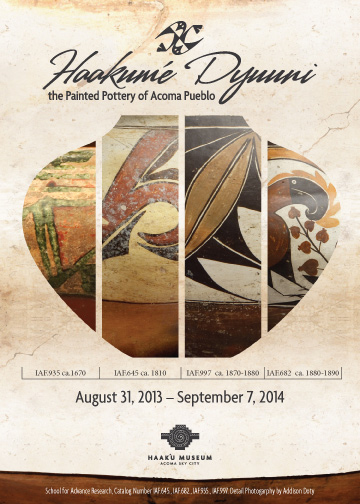 Haaku'e Dyuuni
the Painted Pottery of Acoma Pueblo
IAF.935 ca.1670 IAF.645 ca. 1810 IAF.997 ca. 1870-1880 IAF.682 ca. 1880-1890
August 31, 2013 – September 7, 2014
HAAK'U MUSEUM
ACOMA SKY CITY
School for Advance Research, Catalog Number IAF.645, IAF.682, IAF.935, IAF.997. Detail Photogarphy by Addison Doty